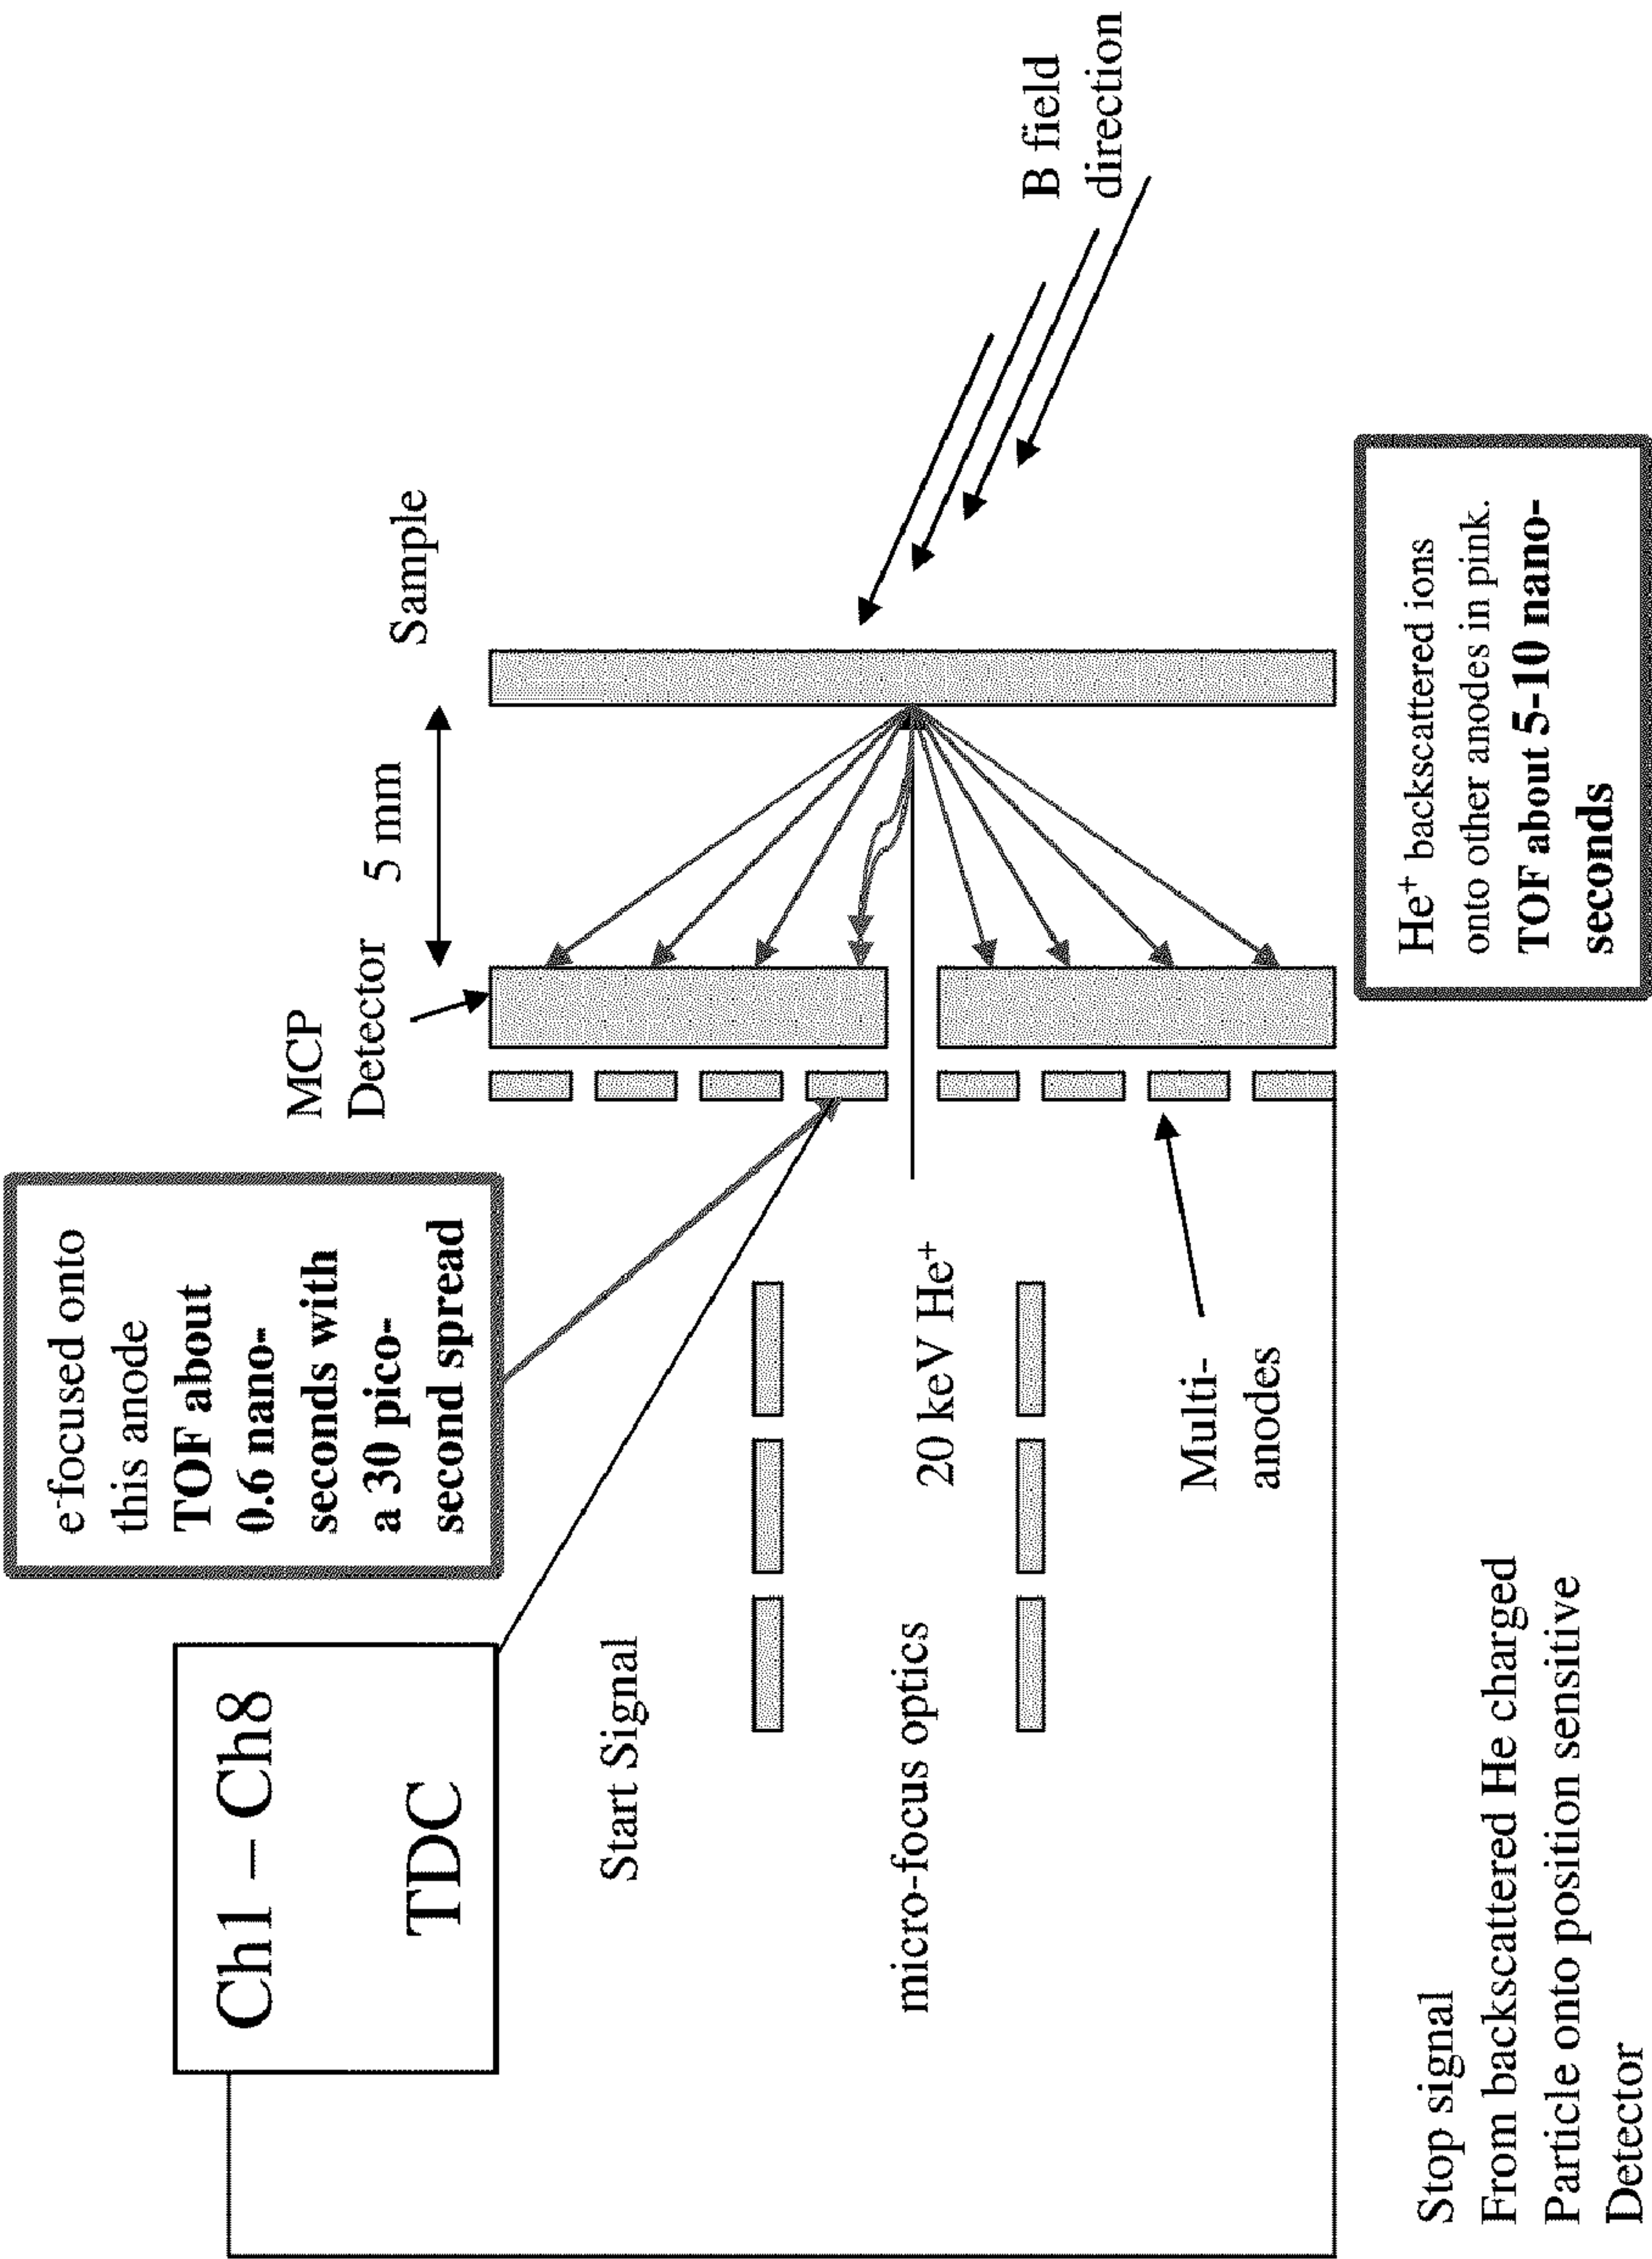 Ch1 – Ch8
TDC
e⁻focused onto
this anode
TOF about
0.6 nano-
seconds with
a 30 pico-
second spread
MCP
Detector
5 mm
Sample
Start Signal
micro-focus optics
20 keV He⁺
Multi-
anodes
B field
direction
He⁺ backscattered ions
onto other anodes in pink.
TOF about 5-10 nano-
seconds
Stop signal
From backscattered He charged
Particle onto position sensitive
Detector